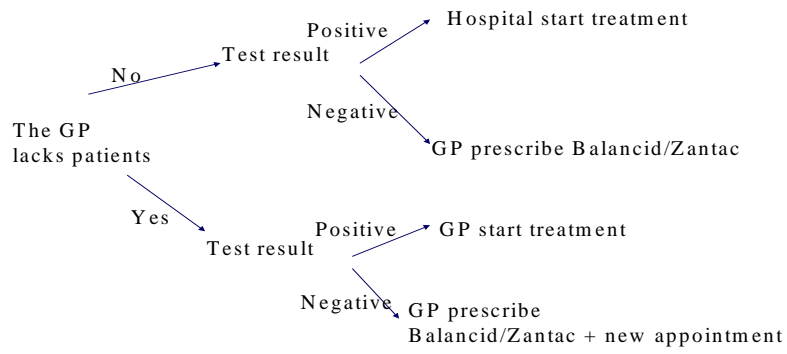 Positive
Hospital start treatment
Test result
No
Negative
The GP
lacks patients
GP prescribe Balancid/Zantac
Yes
Positive
GP start treatment
Test result
Negative
GP prescribe
Balancid/Zantac + new appointment